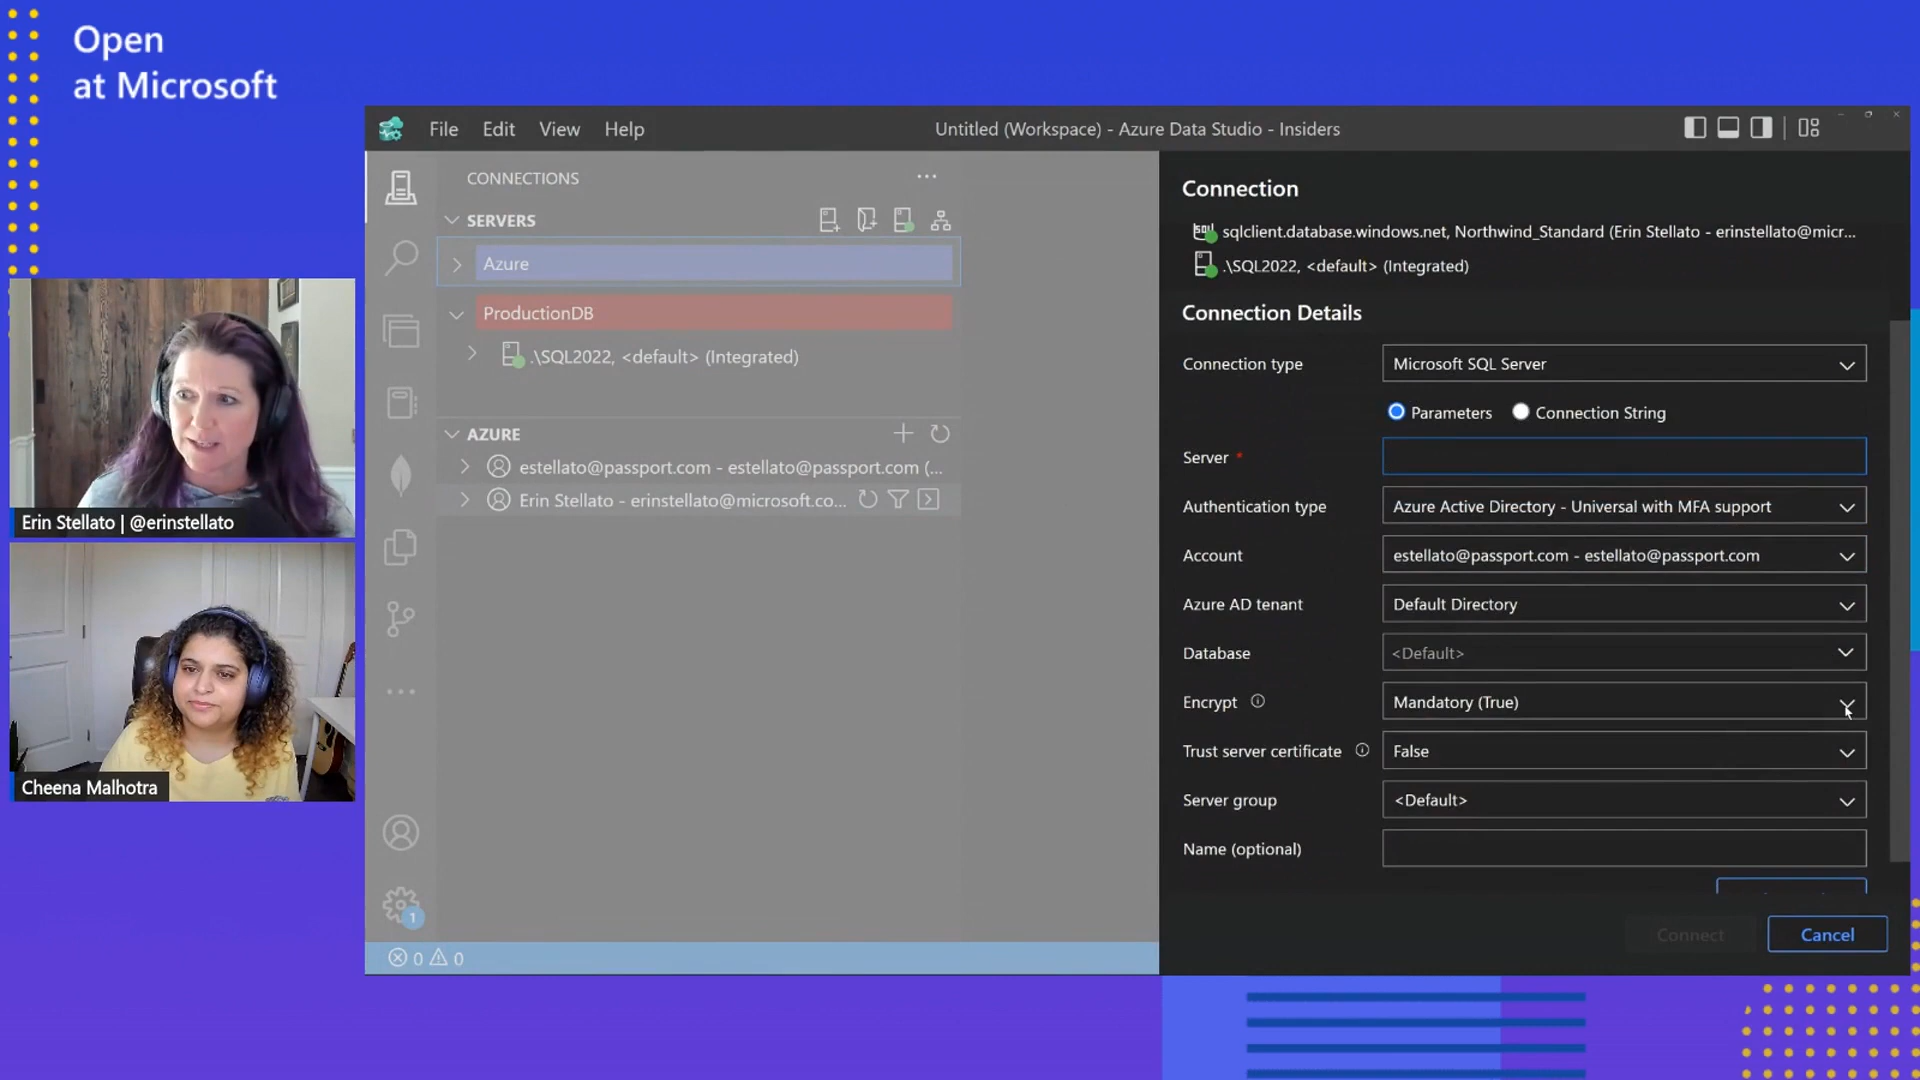 Open
at Microsoft
File Edit View Help
Untitled (Workspace) - Azure Data Studio - Insiders
CONNECTIONS
SERVERS
Azure
ProductionDB
.\SQL2022, <default> (Integrated)
AZURE
estellato@passport.com - estellato@passport.com (...
Erin Stellato - erinstellato@microsoft.co...
1
0 0
Connection
sqlclient.database.windows.net, Northwind_Standard (Erin Stellato - erinstellato@micr...
.\SQL2022, <default> (Integrated)
Connection Details
Connection type Microsoft SQL Server
Parameters Connection String
Server *
Authentication type Azure Active Directory - Universal with MFA support
Account estellato@passport.com - estellato@passport.com
Azure AD tenant Default Directory
Database <Default>
Encrypt Mandatory (True)
Trust server certificate False
Server group <Default>
Name (optional)
Connect Cancel
Erin Stellato | @erinstellato
Cheena Malhotra